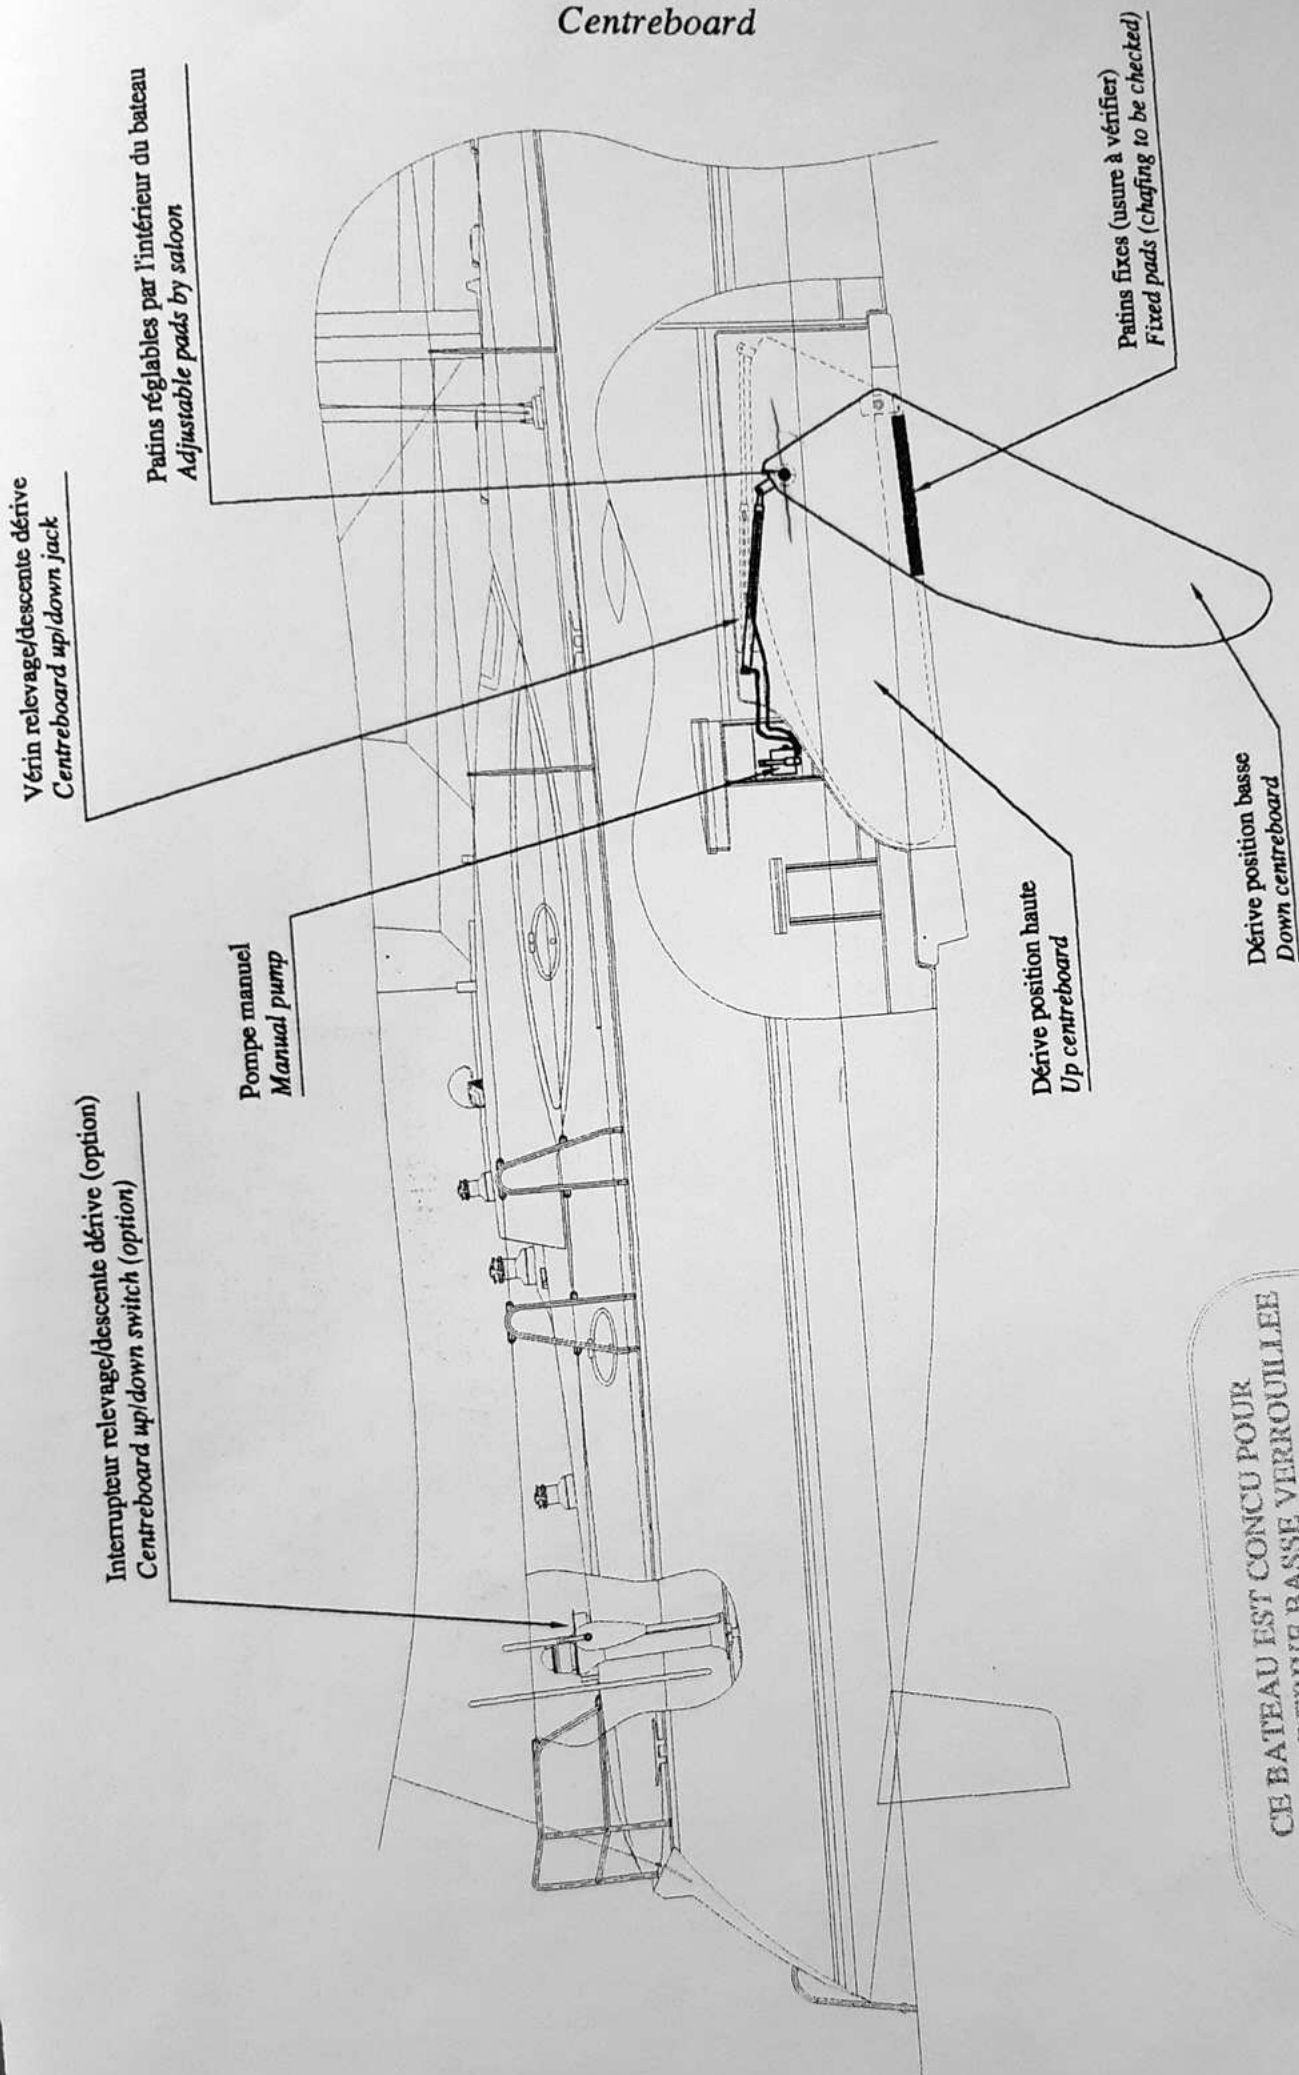 Centreboard
Vérin relevage/descente dérive
Centreboard up/down jack
Patins réglables par l'intérieur du bateau
Adjustable pads by saloon
Interrupteur relevage/descente dérive (option)
Centreboard up/down switch (option)
Pompe manuel
Manual pump
Patins fixes (usure à vérifier)
Fixed pads (chafing to be checked)
Dérive position haute
Up centreboard
Dérive position basse
Down centreboard
CE BATEAU EST CONCU POUR
BASSE VERROUILLEE